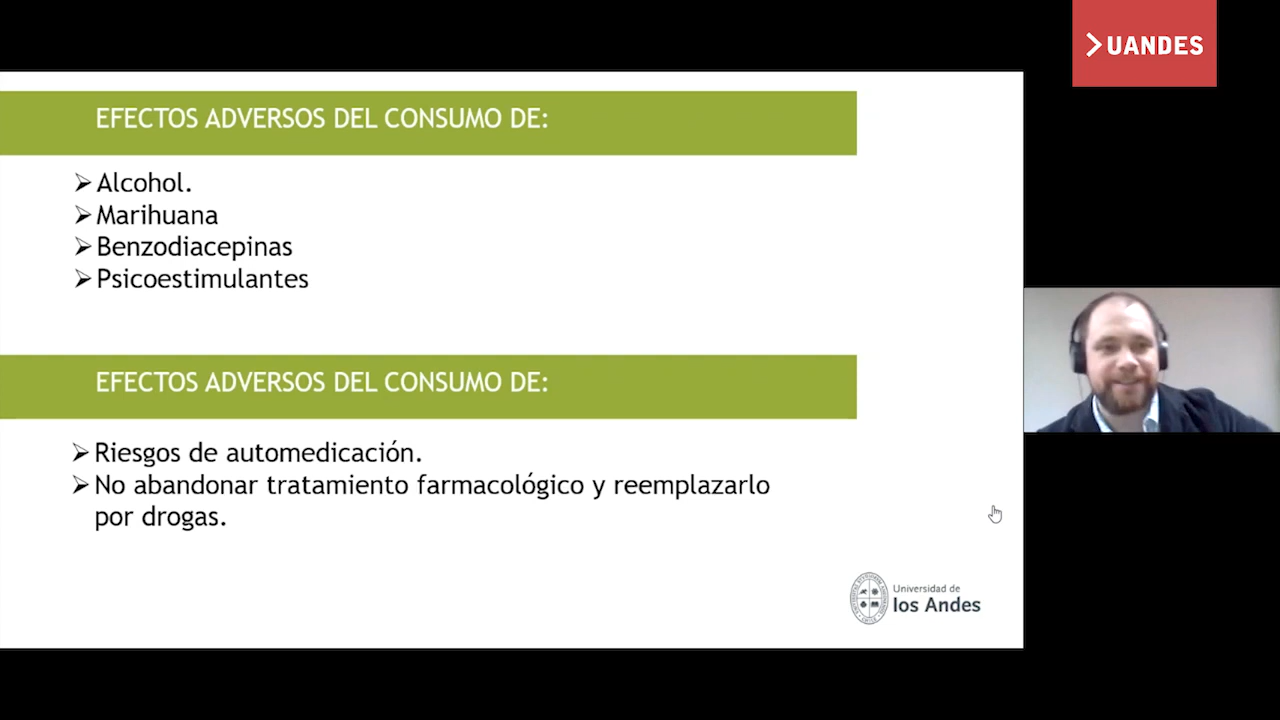 >UANDES
EFECTOS ADVERSOS DEL CONSUMO DE:
➢Alcohol.
➢Marihuana
➢Benzodiacepinas
➢Psicoestimulantes
EFECTOS ADVERSOS DEL CONSUMO DE:
➢Riesgos de automedicación.
➢No abandonar tratamiento farmacológico y reemplazarlo
por drogas.
Universidad de
los Andes